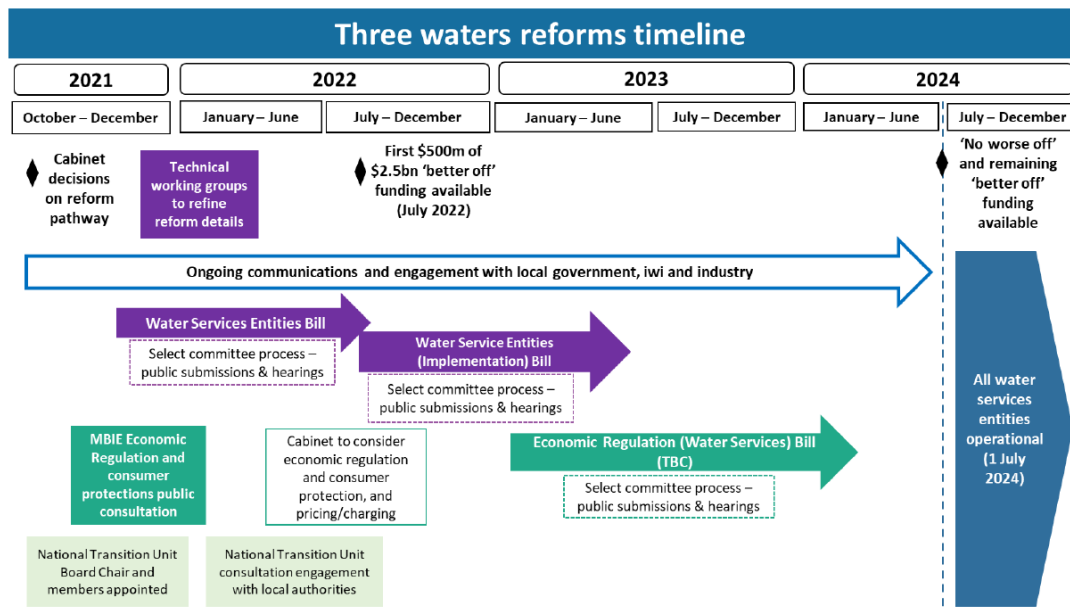 Three waters reforms timeline
2021
2022
2023
2024
October – December
January – June
July – December
January – June
July – December
January – June
July – December
Cabinet
decisions
on reform
pathway
Technical
working groups
to refine
reform details
First $500m of
$2.5bn ‘better off’
funding available
(July 2022)
‘No worse off’
and remaining
‘better off’
funding
available
Ongoing communications and engagement with local government, iwi and industry
Water Services Entities Bill
Select committee process –
public submissions & hearings
Water Service Entities
(Implementation) Bill
Select committee process –
public submissions & hearings
MBIE Economic
Regulation and
consumer
protections public
consultation
Cabinet to consider
economic regulation
and consumer
protection, and
pricing/charging
Economic Regulation (Water Services) Bill
(TBC)
Select committee process –
public submissions & hearings
All water
services
entities
operational
(1 July
2024)
National Transition Unit
Board Chair and
members appointed
National Transition Unit
consultation engagement
with local authorities